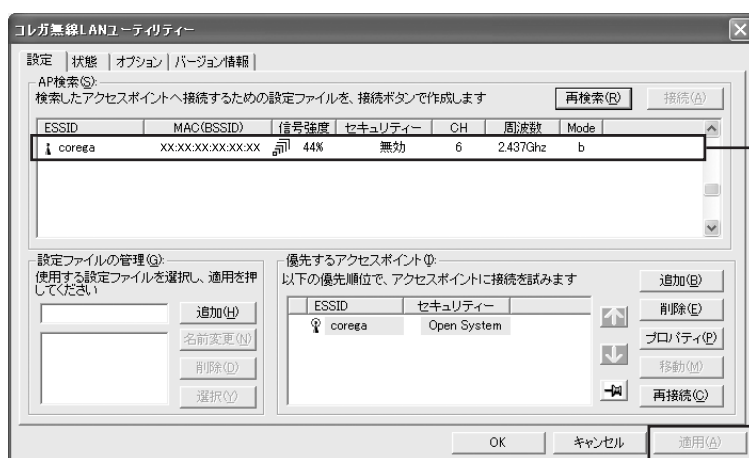 コレガ無線LANユーティリティー
設定 状態 オプション バージョン情報
AP検索(S):
検索したアクセスポイントへ接続するための設定ファイルを、接続ボタンで作成します 再検索(R) 接続(A)
ESSID MAC(BSSID) 信号強度 セキュリティー CH 周波数 Mode
corega XX:XX:XX:XX:XX:XX 44% 無効 6 2.437Ghz b
設定ファイルの管理(G):
使用する設定ファイルを選択し、適用を押
してください
追加(H)
名前変更(N)
削除(D)
選択(Y)
優先するアクセスポイント(I):
以下の優先順位で、アクセスポイントに接続を試みます
ESSID セキュリティー
corega Open System
追加(B)
削除(E)
プロパティ(P)
移動(M)
再接続(C)
OK キャンセル 適用(A)